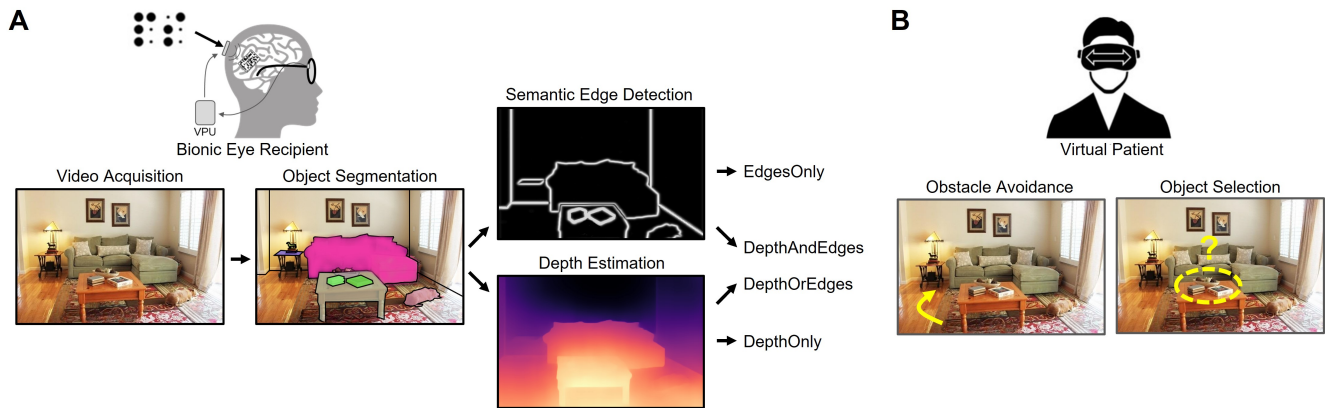 A
VPU
Bionic Eye Recipient
Video Acquisition
Object Segmentation
Semantic Edge Detection
Depth Estimation
EdgesOnly
DepthAndEdges
DepthOrEdges
DepthOnly
B
Virtual Patient
Obstacle Avoidance
Object Selection
?